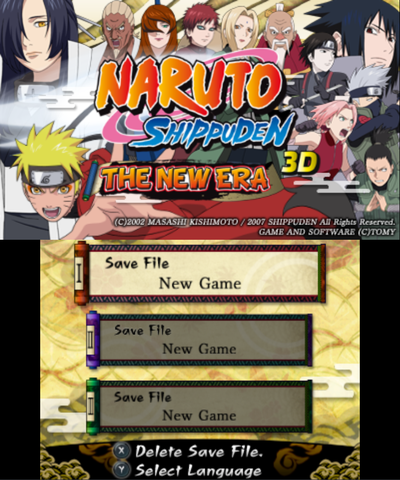 NARUTO
SHIPPUDEN
3D
THE NEW ERA
(C)2002 MASASHI KISHIMOTO / 2007 SHIPPUDEN All Rights Reserved.
GAME AND SOFTWARE (C)TOMY
Save File
New Game
Save File
New Game
Save File
New Game
X Delete Save File.
Y Select Language